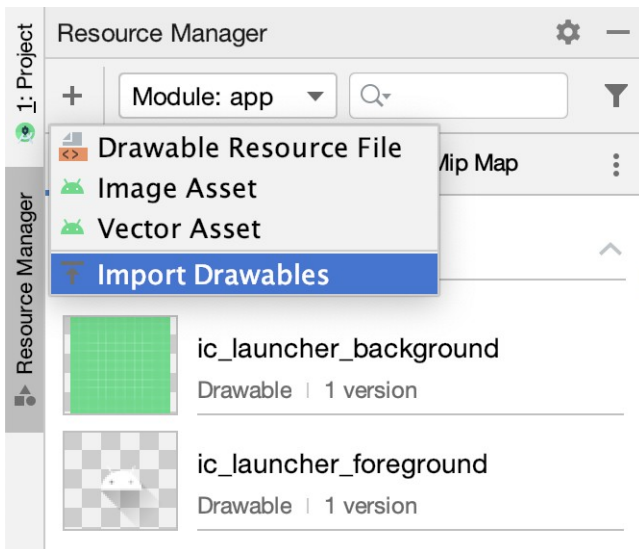 1: Project
Resource Manager
Resource Manager
Module: app
Drawable Resource File
Image Asset
Vector Asset
Import Drawables
Mip Map
ic_launcher_background
Drawable | 1 version
ic_launcher_foreground
Drawable | 1 version